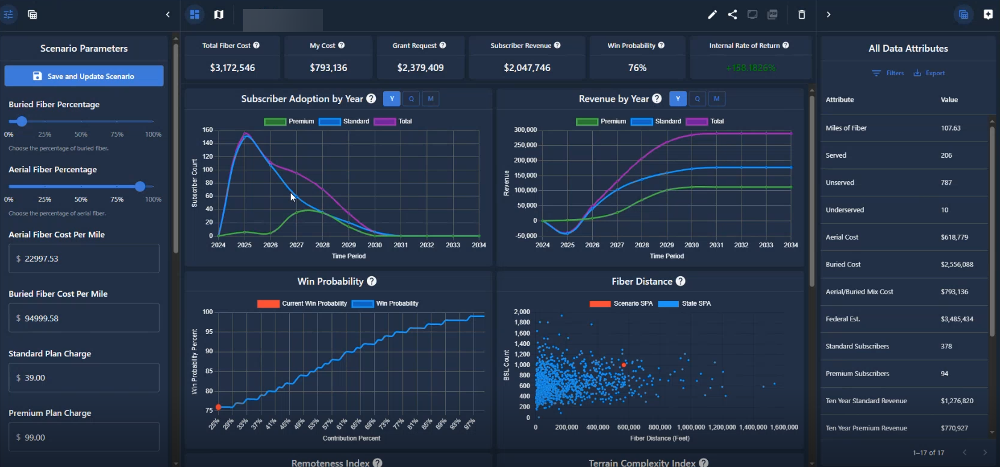 Scenario Parameters
Save and Update Scenario
Buried Fiber Percentage
0% 25% 50% 75% 100%
Choose the percentage of buried fiber.
Aerial Fiber Percentage
0% 25% 50% 75% 100%
Choose the percentage of aerial fiber.
Aerial Fiber Cost Per Mile
$ 22997.53
Buried Fiber Cost Per Mile
$ 94999.58
Standard Plan Charge
$ 39.00
Premium Plan Charge
$ 99.00
PDF
Total Fiber Cost ?
$3,172,546
My Cost ?
$793,136
Grant Request ?
$2,379,409
Subscriber Revenue ?
$2,047,746
Win Probability ?
76%
Internal Rate of Return ?
+158.1826%
Subscriber Adoption by Year ? Y Q M
Premium Standard Total
Subscriber Count
160
140
120
100
80
60
40
20
0
2024 2025 2026 2027 2028 2029 2030 2031 2032 2033 2034
Time Period
Revenue by Year ? Y Q M
Premium Standard Total
Revenue
300,000
250,000
200,000
150,000
100,000
50,000
0
-50,000
2024 2025 2026 2027 2028 2029 2030 2031 2032 2033 2034
Time Period
Win Probability ?
Current Win Probability Win Probability
Win Probability Percent
100
95
90
85
80
75
25% 29% 33% 37% 41% 45% 49% 53% 57% 61% 65% 69% 73% 77% 81% 85% 89% 93% 97%
Contribution Percent
Fiber Distance ?
Scenario SPA State SPA
BSL Count
2,000
1,800
1,600
1,400
1,200
1,000
800
600
400
200
0
0 200,000 400,000 600,000 800,000 1,000,000 1,200,000 1,400,000 1,600,000
Fiber Distance (Feet)
Remoteness Index ?
Terrain Complexity Index ?
All Data Attributes
Filters Export
Attribute Value
Miles of Fiber 107.63
Served 206
Unserved 787
Underserved 10
Aerial Cost $618,779
Buried Cost $2,556,088
Aerial/Buried Mix Cost $793,136
Federal Est. $3,485,434
Standard Subscribers 378
Premium Subscribers 94
Ten Year Standard Revenue $1,276,820
Ten Year Premium Revenue $770,927
1–17 of 17